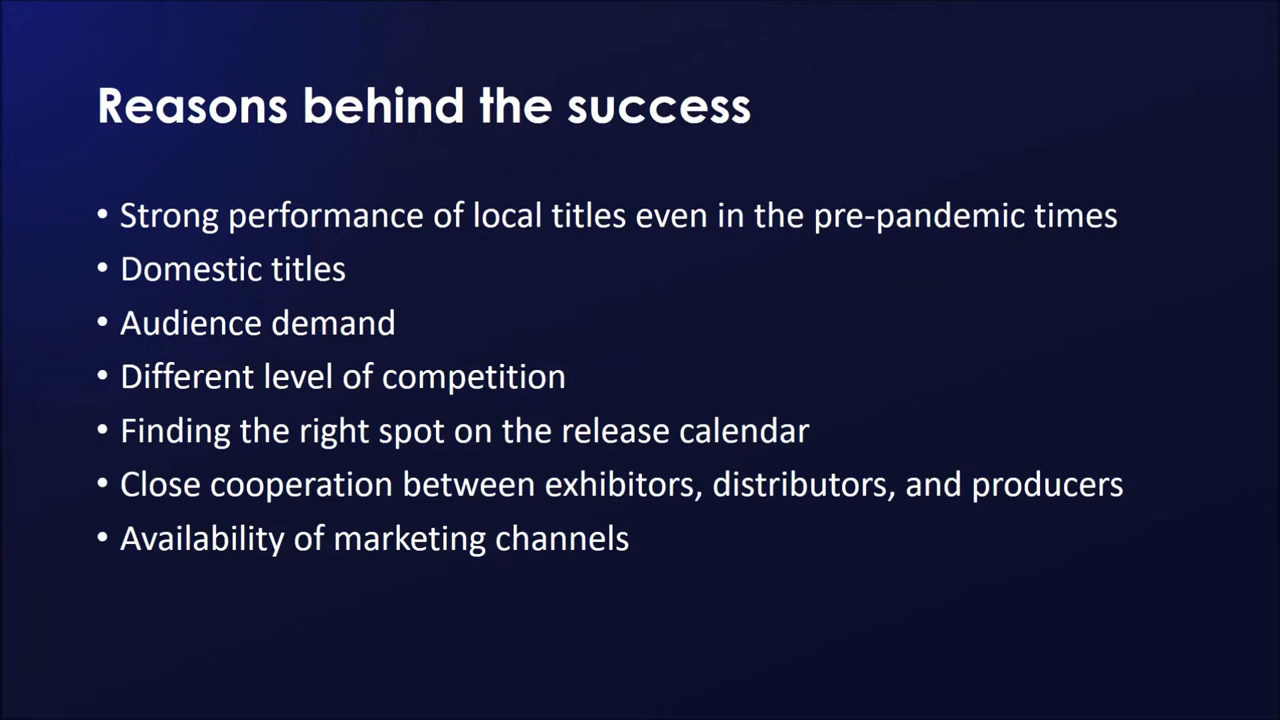 Reasons behind the success
• Strong performance of local titles even in the pre-pandemic times
• Domestic titles
• Audience demand
• Different level of competition
• Finding the right spot on the release calendar
• Close cooperation between exhibitors, distributors, and producers
• Availability of marketing channels